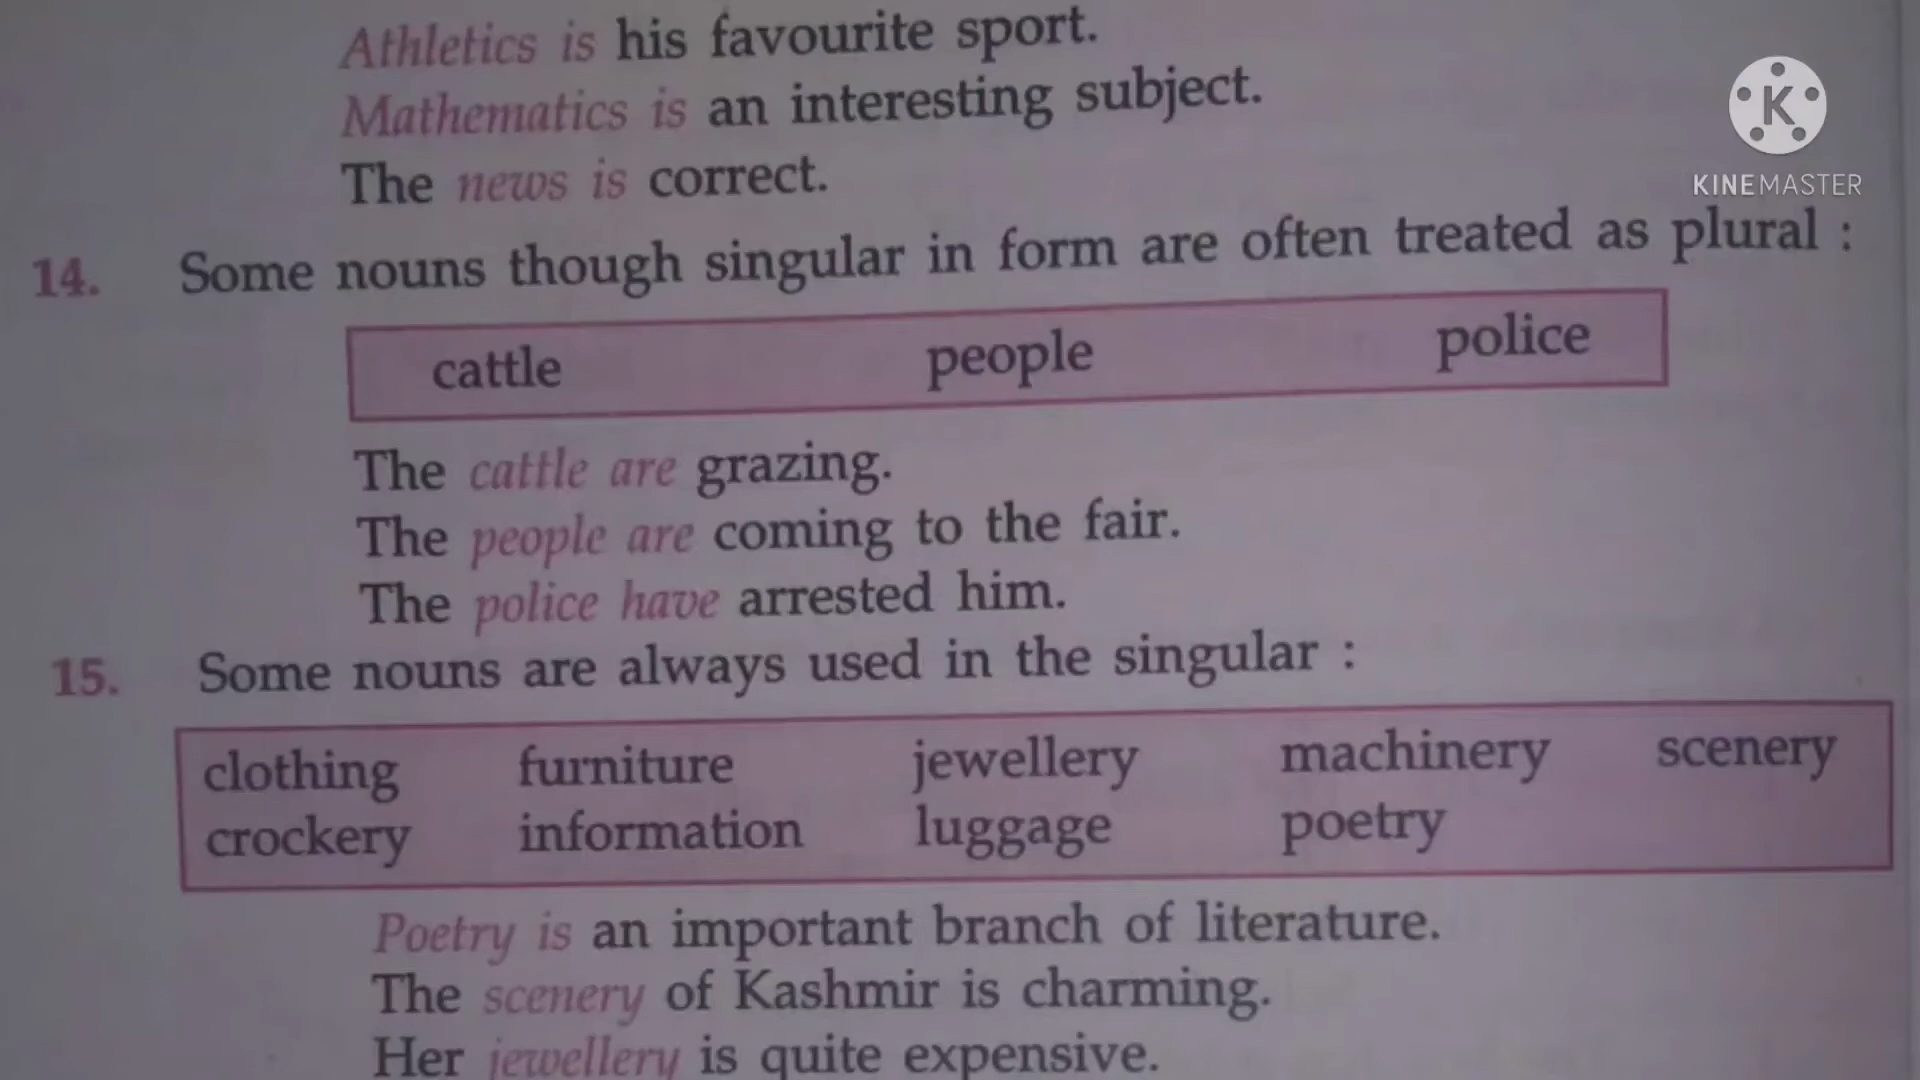 Athletics is his favourite sport.
Mathematics is an interesting subject.
The news is correct.
KINEMASTER
14. Some nouns though singular in form are often treated as plural :
cattle people police
The cattle are grazing.
The people are coming to the fair.
The police have arrested him.
15. Some nouns are always used in the singular :
clothing furniture jewellery machinery scenery
crockery information luggage poetry
Poetry is an important branch of literature.
The scenery of Kashmir is charming.
Her jewellery is quite expensive.